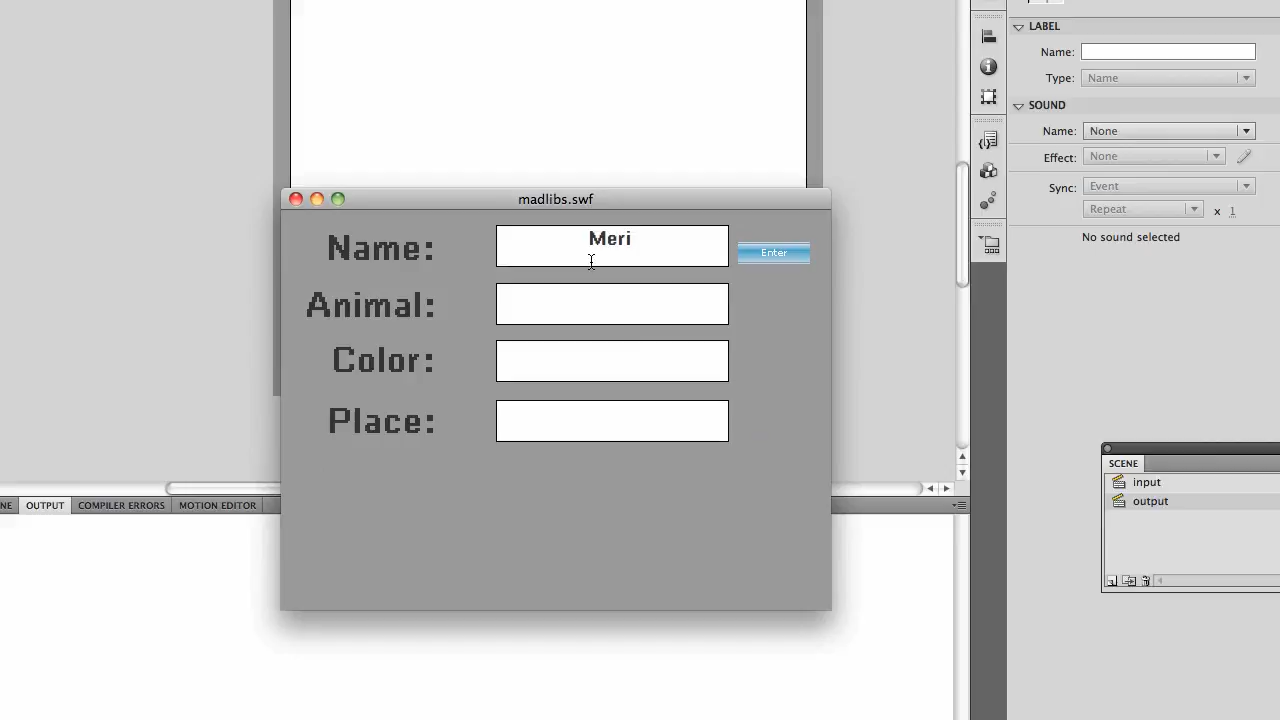 LABEL
Name:
Type: Name
SOUND
Name: None
Effect: None
Sync: Event
Repeat x 1
No sound selected
madlibs.swf
Name: Meri Enter
Animal:
Color:
Place:
SCENE
input
output
NE OUTPUT COMPILER ERRORS MOTION EDITOR